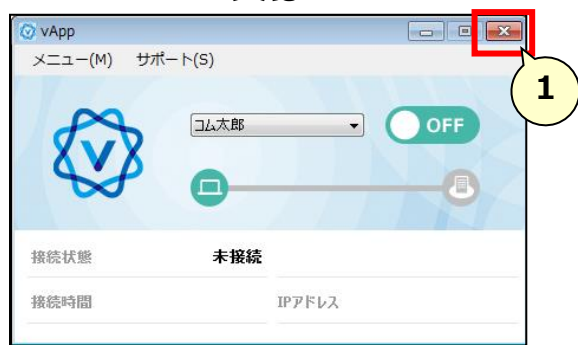 vApp
メニュー(M) サポート(S)
1
コム太郎
OFF
接続状態 未接続
接続時間 IPアドレス